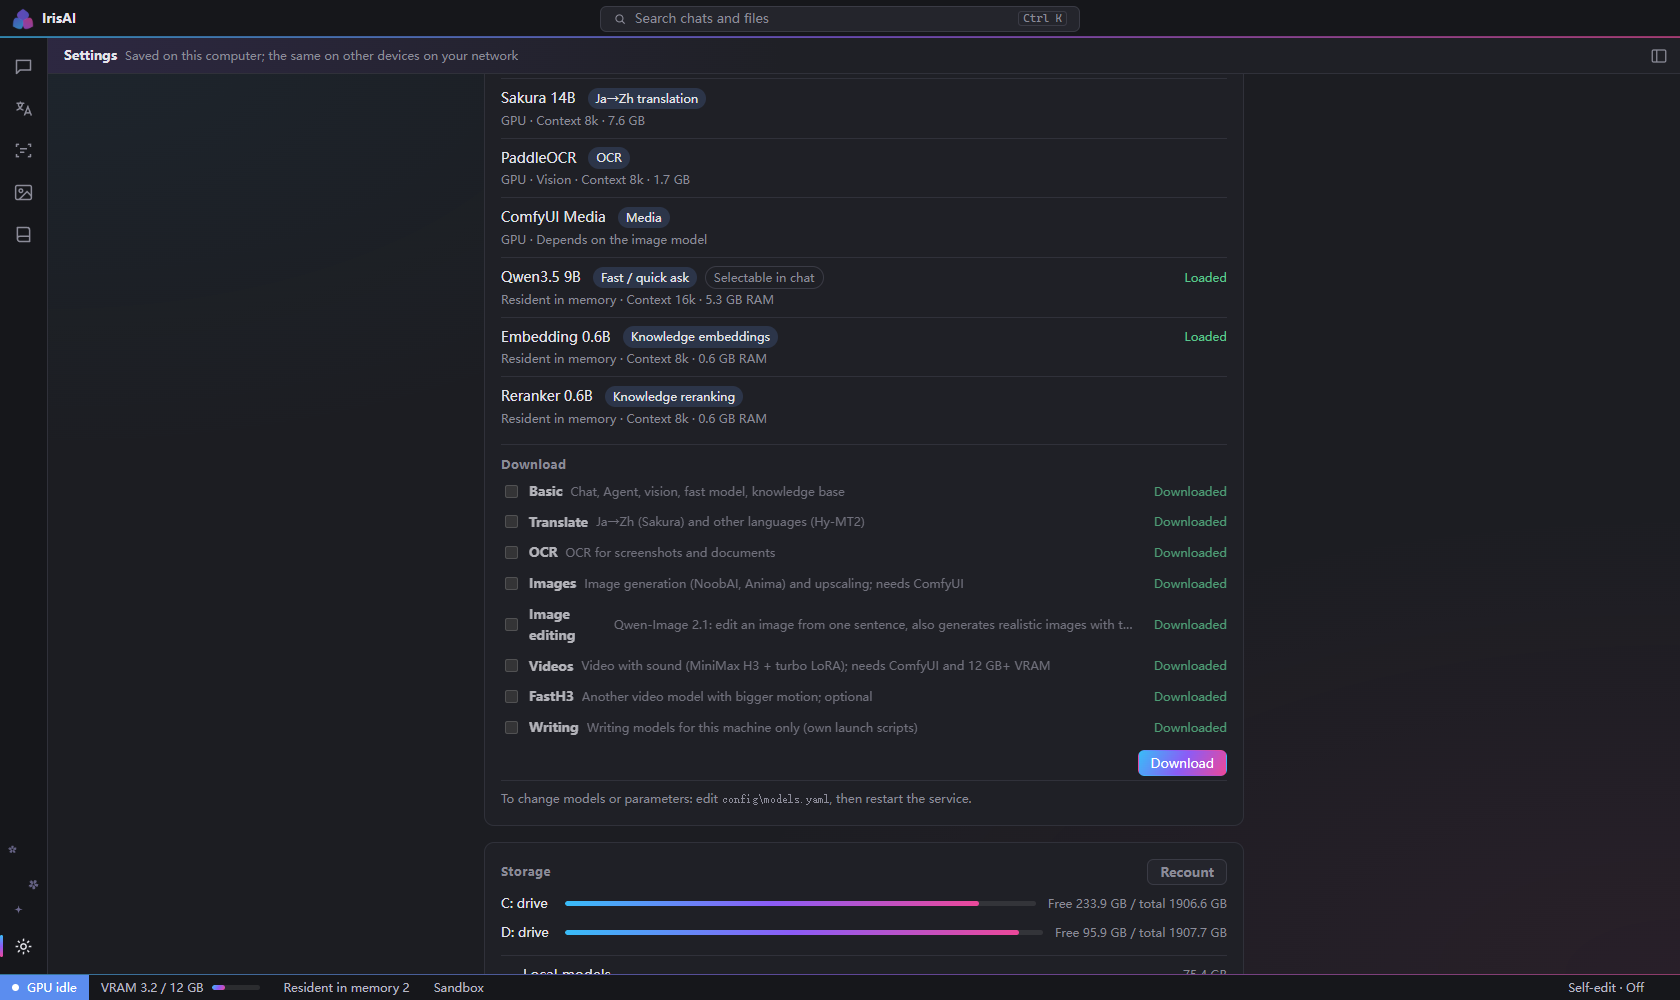 IrisAI
Search chats and files
Ctrl K
Settings Saved on this computer; the same on other devices on your network
Sakura 14B Ja→Zh translation
GPU · Context 8k · 7.6 GB
PaddleOCR OCR
GPU · Vision · Context 8k · 1.7 GB
ComfyUI Media Media
GPU · Depends on the image model
Qwen3.5 9B Fast / quick ask Selectable in chat Loaded
Resident in memory · Context 16k · 5.3 GB RAM
Embedding 0.6B Knowledge embeddings Loaded
Resident in memory · Context 8k · 0.6 GB RAM
Reranker 0.6B Knowledge reranking
Resident in memory · Context 8k · 0.6 GB RAM
Download
Basic Chat, Agent, vision, fast model, knowledge base Downloaded
Translate Ja→Zh (Sakura) and other languages (Hy-MT2) Downloaded
OCR OCR for screenshots and documents Downloaded
Images Image generation (NoobAI, Anima) and upscaling; needs ComfyUI Downloaded
Image editing Qwen-Image 2.1: edit an image from one sentence, also generates realistic images with t... Downloaded
Videos Video with sound (MiniMax H3 + turbo LoRA); needs ComfyUI and 12 GB+ VRAM Downloaded
FastH3 Another video model with bigger motion; optional Downloaded
Writing Writing models for this machine only (own launch scripts) Downloaded
Download
To change models or parameters: edit config\models.yaml, then restart the service.
Storage Recount
C: drive Free 233.9 GB / total 1906.6 GB
D: drive Free 95.9 GB / total 1907.7 GB
Local models 75.4 GB
GPU idle VRAM 3.2 / 12 GB Resident in memory 2 Sandbox Self-edit · Off